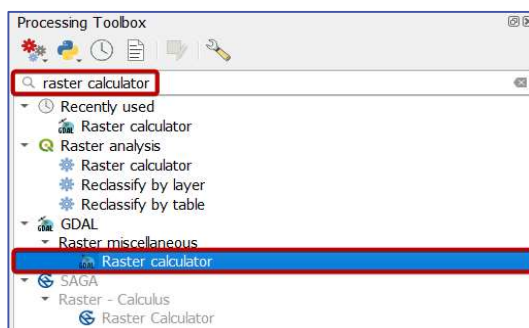 Processing Toolbox
raster calculator
Recently used
Raster calculator
Raster analysis
Raster calculator
Reclassify by layer
Reclassify by table
GDAL
Raster miscellaneous
Raster calculator
SAGA
Raster - Calculus
Raster Calculator